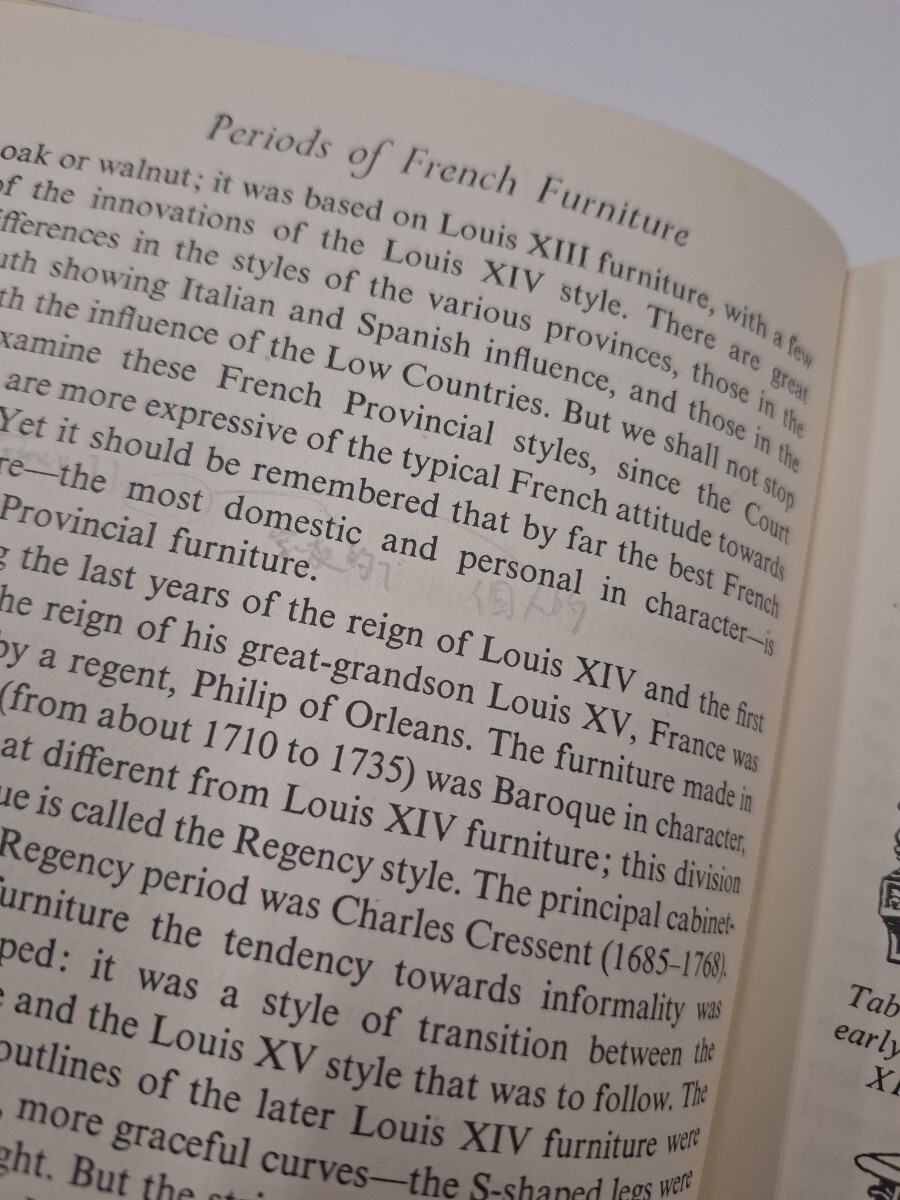 Periods of French Furniture
oak or walnut; it was based on Louis XIII furniture, with a few
of the innovations of the Louis XIV style. There are great
ifferences in the styles of the various provinces, those in the
uth showing Italian and Spanish influence, and those in the
th the influence of the Low Countries. But we shall not stop
xamine these French Provincial styles, since the Court
are more expressive of the typical French attitude towards
Yet it should be remembered that by far the best French
re—the most domestic and personal in character—is
Provincial furniture.
家庭的で 個人的
g the last years of the reign of Louis XIV and the first
he reign of his great-grandson Louis XV, France was
by a regent, Philip of Orleans. The furniture made in
(from about 1710 to 1735) was Baroque in character,
at different from Louis XIV furniture; this division
ue is called the Regency style. The principal cabinet-
Regency period was Charles Cressent (1685–1768).
urniture the tendency towards informality was
ped: it was a style of transition between the
e and the Louis XV style that was to follow. The
outlines of the later Louis XIV furniture were
, more graceful curves—the S-shaped legs were
ght. But the
Tab
early
XI